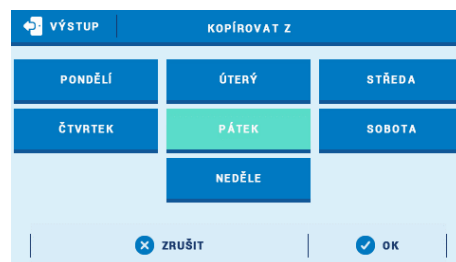 VÝSTUP KOPÍROVAT Z
PONDĚLÍ ÚTERÝ STŘEDA
ČTVRTEK PÁTEK SOBOTA
NEDĚLE
ZRUŠIT OK